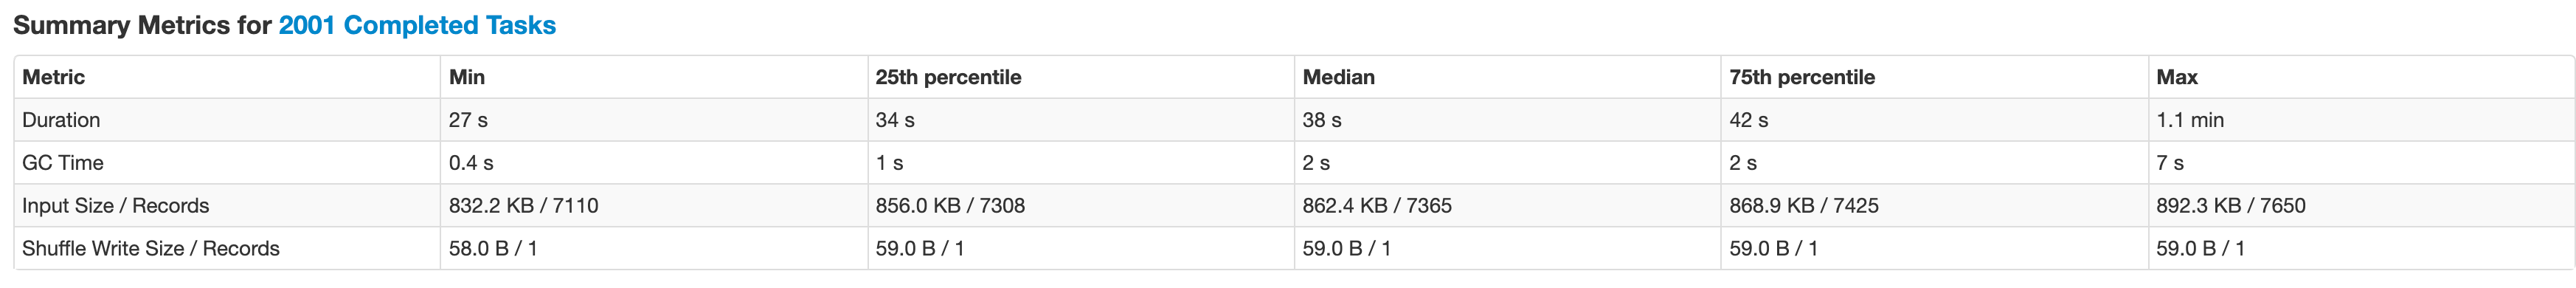 Summary Metrics for 2001 Completed Tasks
Metric Min 25th percentile Median 75th percentile Max
Duration 27 s 34 s 38 s 42 s 1.1 min
GC Time 0.4 s 1 s 2 s 2 s 7 s
Input Size / Records 832.2 KB / 7110 856.0 KB / 7308 862.4 KB / 7365 868.9 KB / 7425 892.3 KB / 7650
Shuffle Write Size / Records 58.0 B / 1 59.0 B / 1 59.0 B / 1 59.0 B / 1 59.0 B / 1